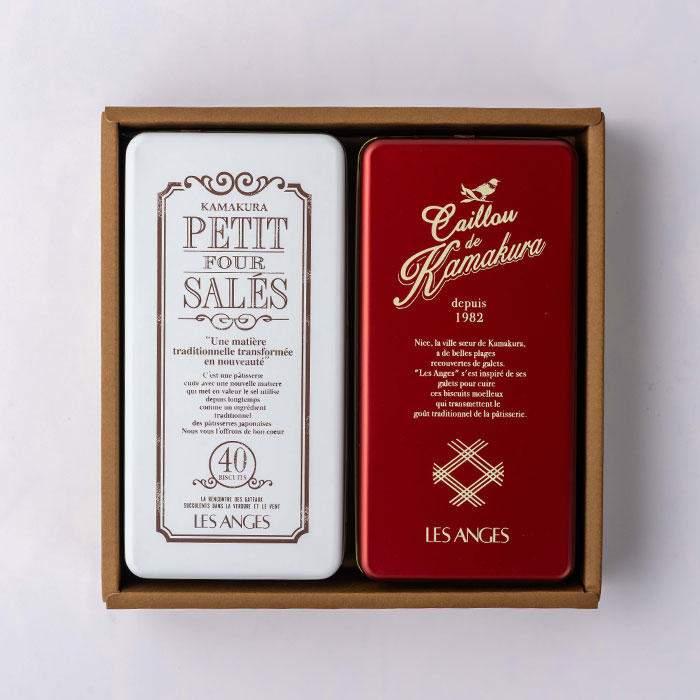 KAMAKURA
PETIT
FOUR
SALÉS
"Une matière
traditionnelle transformée
en nouveauté"
C'est une pâtisserie
cuite avec une nouvelle matiere
qui met en valeur le sel utilise
depuis longtemps
comme un ingrédient
traditionnel
des pâtisseries japonaises
Nous vous l'offrons de bon coeur
40
BISCUITS
LA RENCONTRE DES GATEAUX
SUCCULENTS DANS LA VERDURE ET LE VENT
LES ANGES
Caillou
de
Kamakura
depuis
1982
Nice, la ville sœur de Kamakura,
a de belles plages
recouvertes de galets.
"Les Anges" s'est inspiré de ses
galets pour cuire
ces biscuits moelleux
qui transmettent le
goût traditionnel de la pâtisserie.
LES ANGES